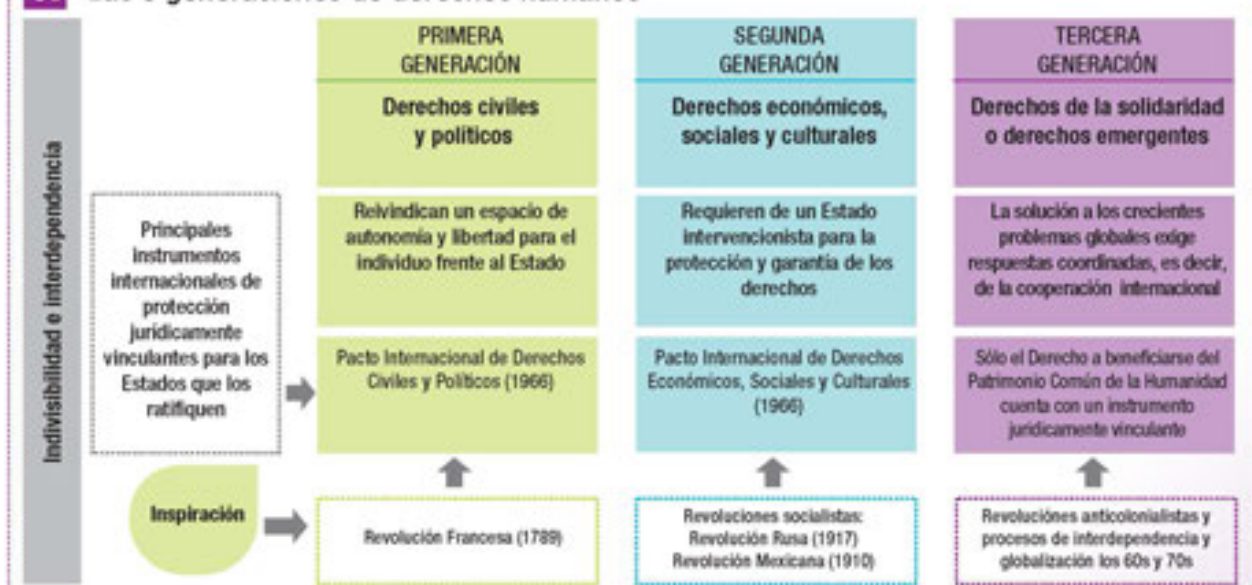 Indivisibilidad e interdependencia
Principales
instrumentos
internacionales de
protección
jurídicamente
vinculantes para los
Estados que los
ratifiquen
Inspiración
PRIMERA
GENERACIÓN
Derechos civiles
y políticos
Reivindican un espacio de
autonomía y libertad para el
individuo frente al Estado
Pacto Internacional de Derechos
Civiles y Políticos (1966)
Revolución Francesa (1789)
SEGUNDA
GENERACIÓN
Derechos económicos,
sociales y culturales
Requieren de un Estado
intervencionista para la
protección y garantía de los
derechos
Pacto Internacional de Derechos
Económicos, Sociales y Culturales
(1966)
Revoluciones socialistas:
Revolución Rusa (1917)
Revolución Mexicana (1910)
TERCERA
GENERACIÓN
Derechos de la solidaridad
o derechos emergentes
La solución a los crecientes
problemas globales exige
respuestas coordinadas, es decir,
de la cooperación internacional
Sólo el Derecho a beneficiarse del
Patrimonio Común de la Humanidad
cuenta con un instrumento
jurídicamente vinculante
Revoluciónes anticolonialistas y
procesos de interdependencia y
globalización los 60s y 70s